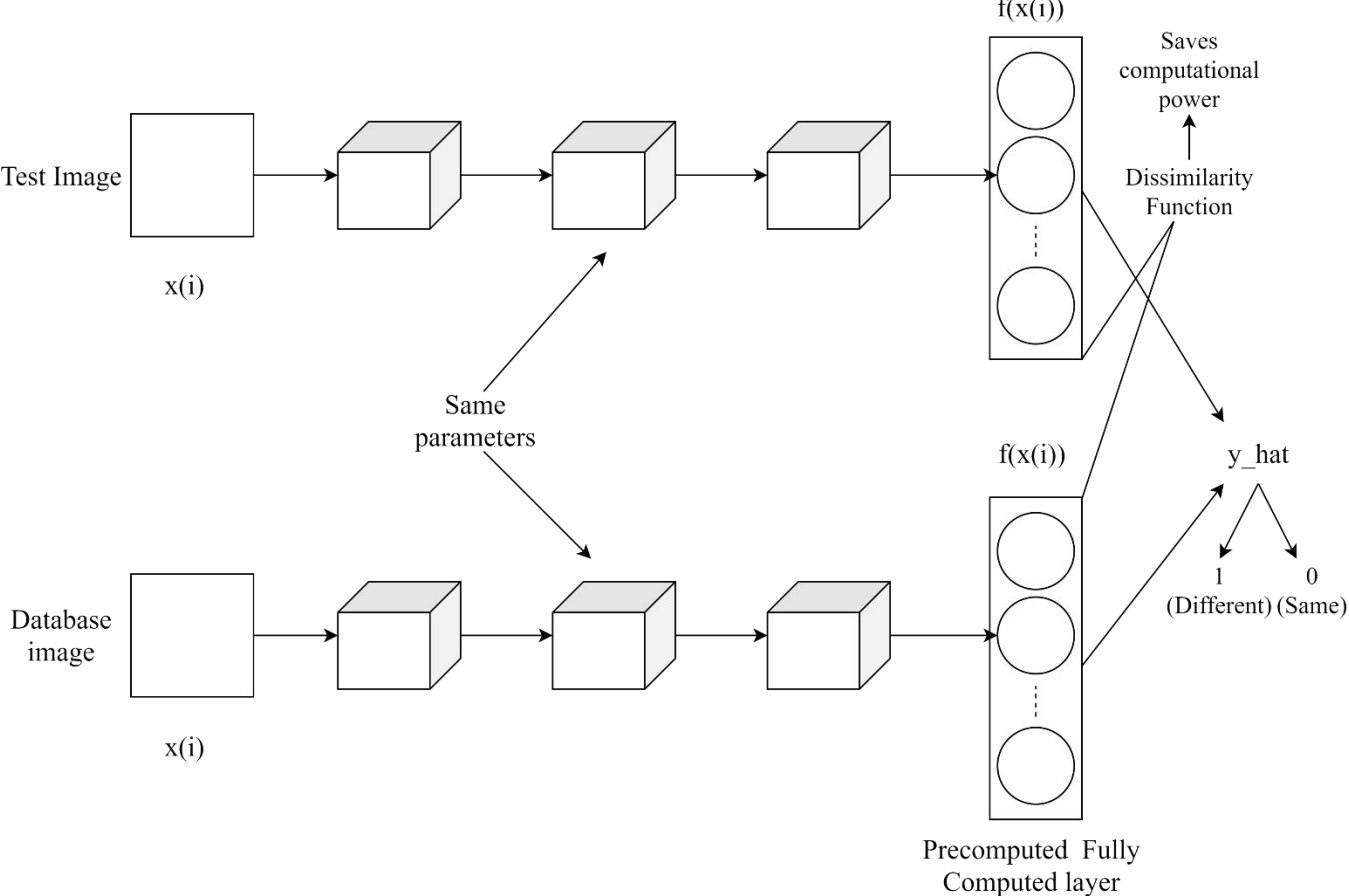 f(x(i))
Saves
computational
power
Test Image
Dissimilarity
Function
x(i)
Same
parameters
f(x(i))
y_hat
1
0
(Different)
(Same)
Database
image
x(i)
Precomputed Fully
Computed layer